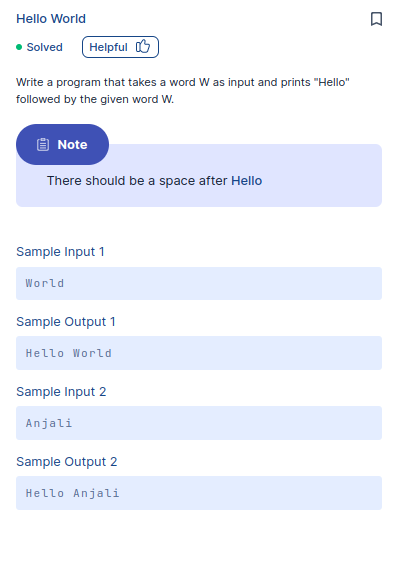 Hello World
Solved
Helpful
Write a program that takes a word W as input and prints "Hello"
followed by the given word W.
Note
There should be a space after Hello
Sample Input 1
World
Sample Output 1
Hello World
Sample Input 2
Anjali
Sample Output 2
Hello Anjali